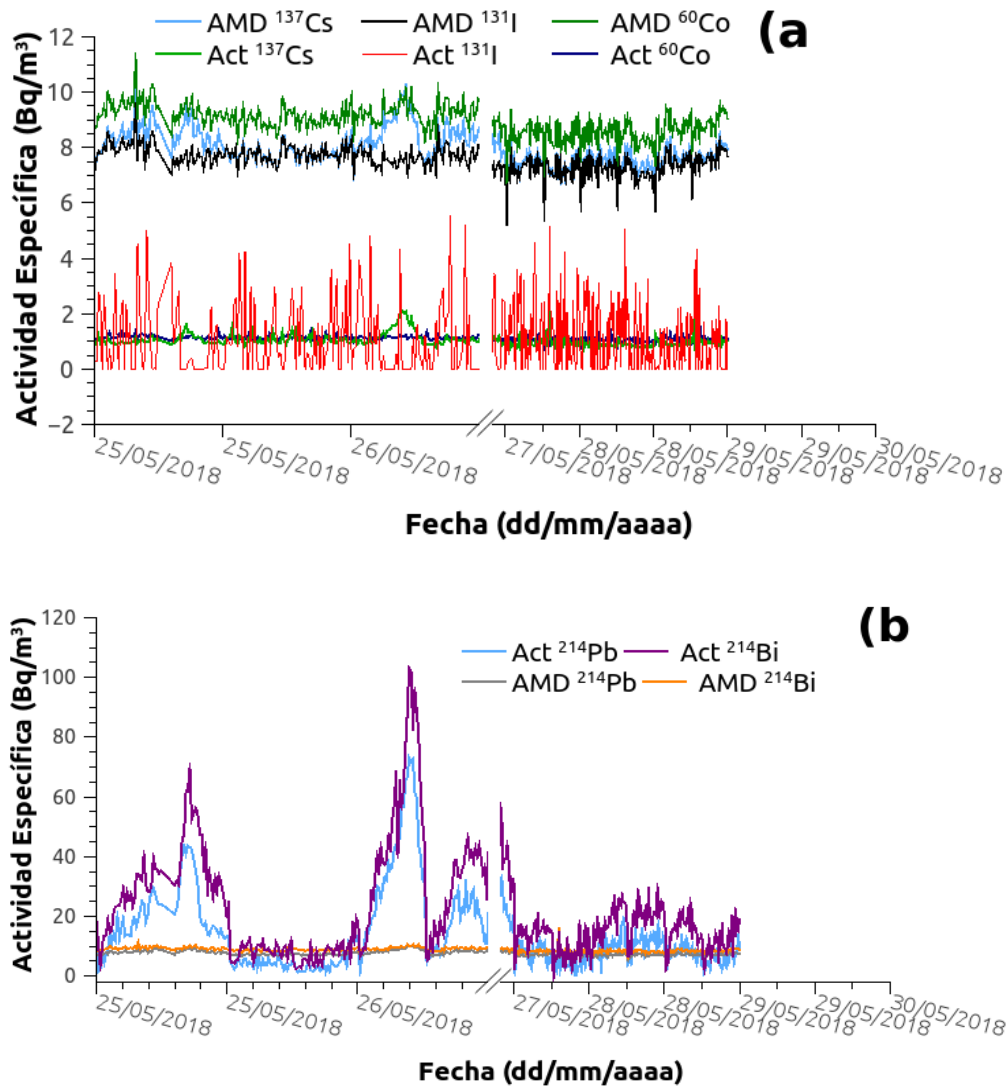 AMD ¹³⁷Cs AMD ¹³¹I AMD ⁶⁰Co (a
Act ¹³⁷Cs Act ¹³¹I Act ⁶⁰Co
Actividad Específica (Bq/m³)
12
10
8
6
4
2
0
−2
25/05/2018 25/05/2018 26/05/2018 27/05/2018 28/05/2018 28/05/2018 29/05/2018 29/05/2018 30/05/2018
Fecha (dd/mm/aaaa)
(b
Act ²¹⁴Pb Act ²¹⁴Bi
AMD ²¹⁴Pb AMD ²¹⁴Bi
Actividad Específica (Bq/m³)
120
100
80
60
40
20
0
25/05/2018 25/05/2018 26/05/2018 27/05/2018 28/05/2018 28/05/2018 29/05/2018 29/05/2018 30/05/2018
Fecha (dd/mm/aaaa)